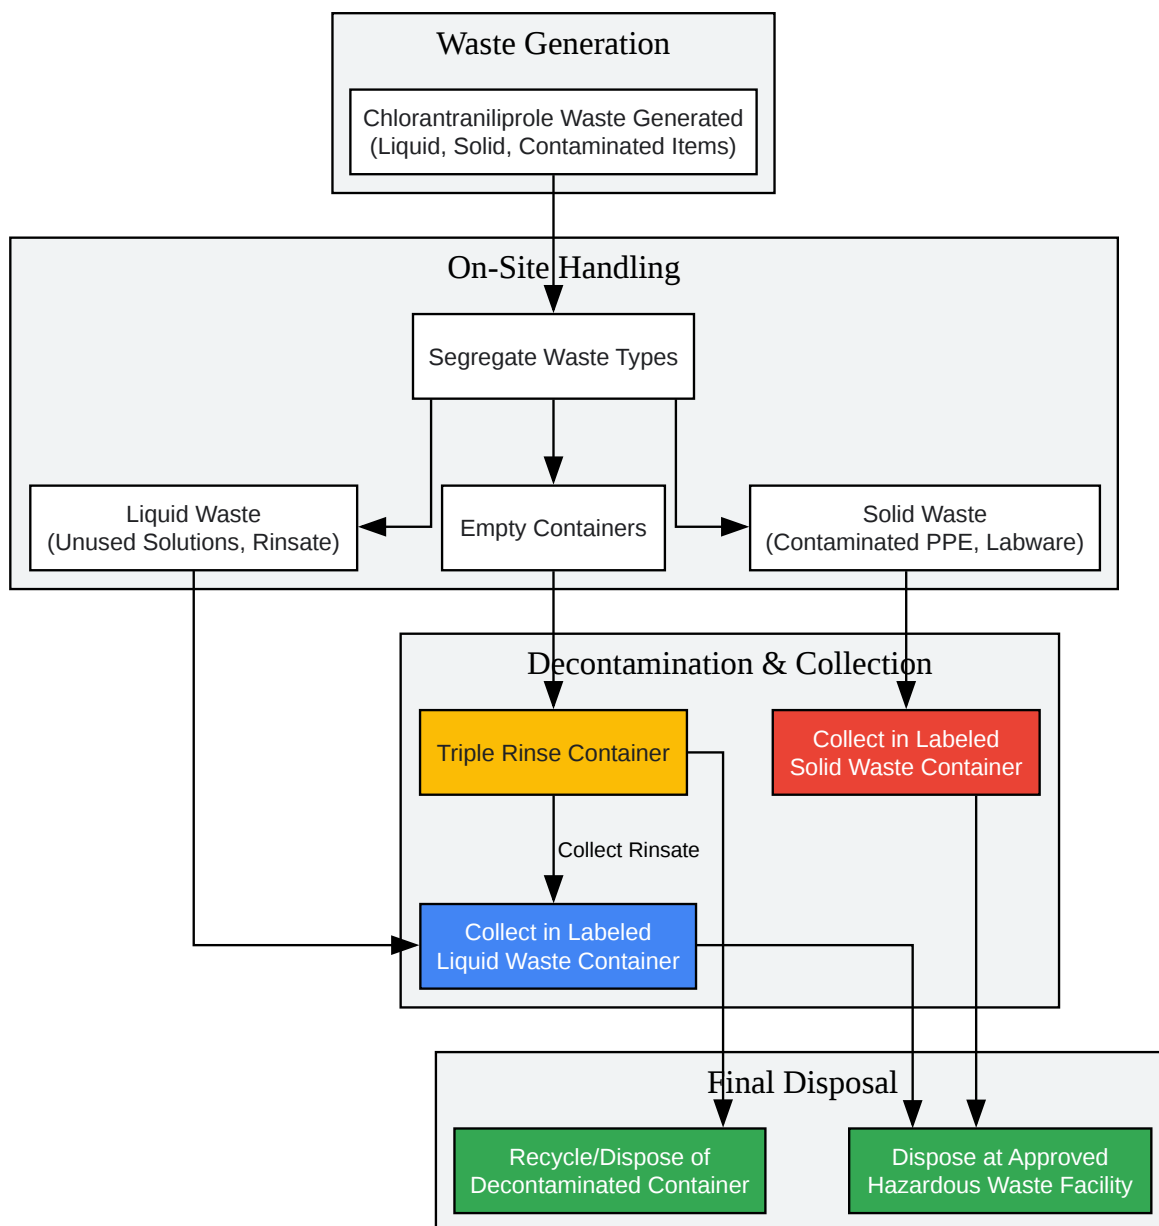 Waste Generation
Chlorantraniliprole Waste Generated
(Liquid, Solid, Contaminated Items)
On-Site Handling
Segregate Waste Types
Liquid Waste
(Unused Solutions, Rinsate)
Empty Containers
Solid Waste
(Contaminated PPE, Labware)
Decontamination & Collection
Triple Rinse Container
Collect in Labeled
Solid Waste Container
Collect Rinsate
Collect in Labeled
Liquid Waste Container
Final Disposal
Recycle/Dispose of
Decontaminated Container
Dispose at Approved
Hazardous Waste Facility